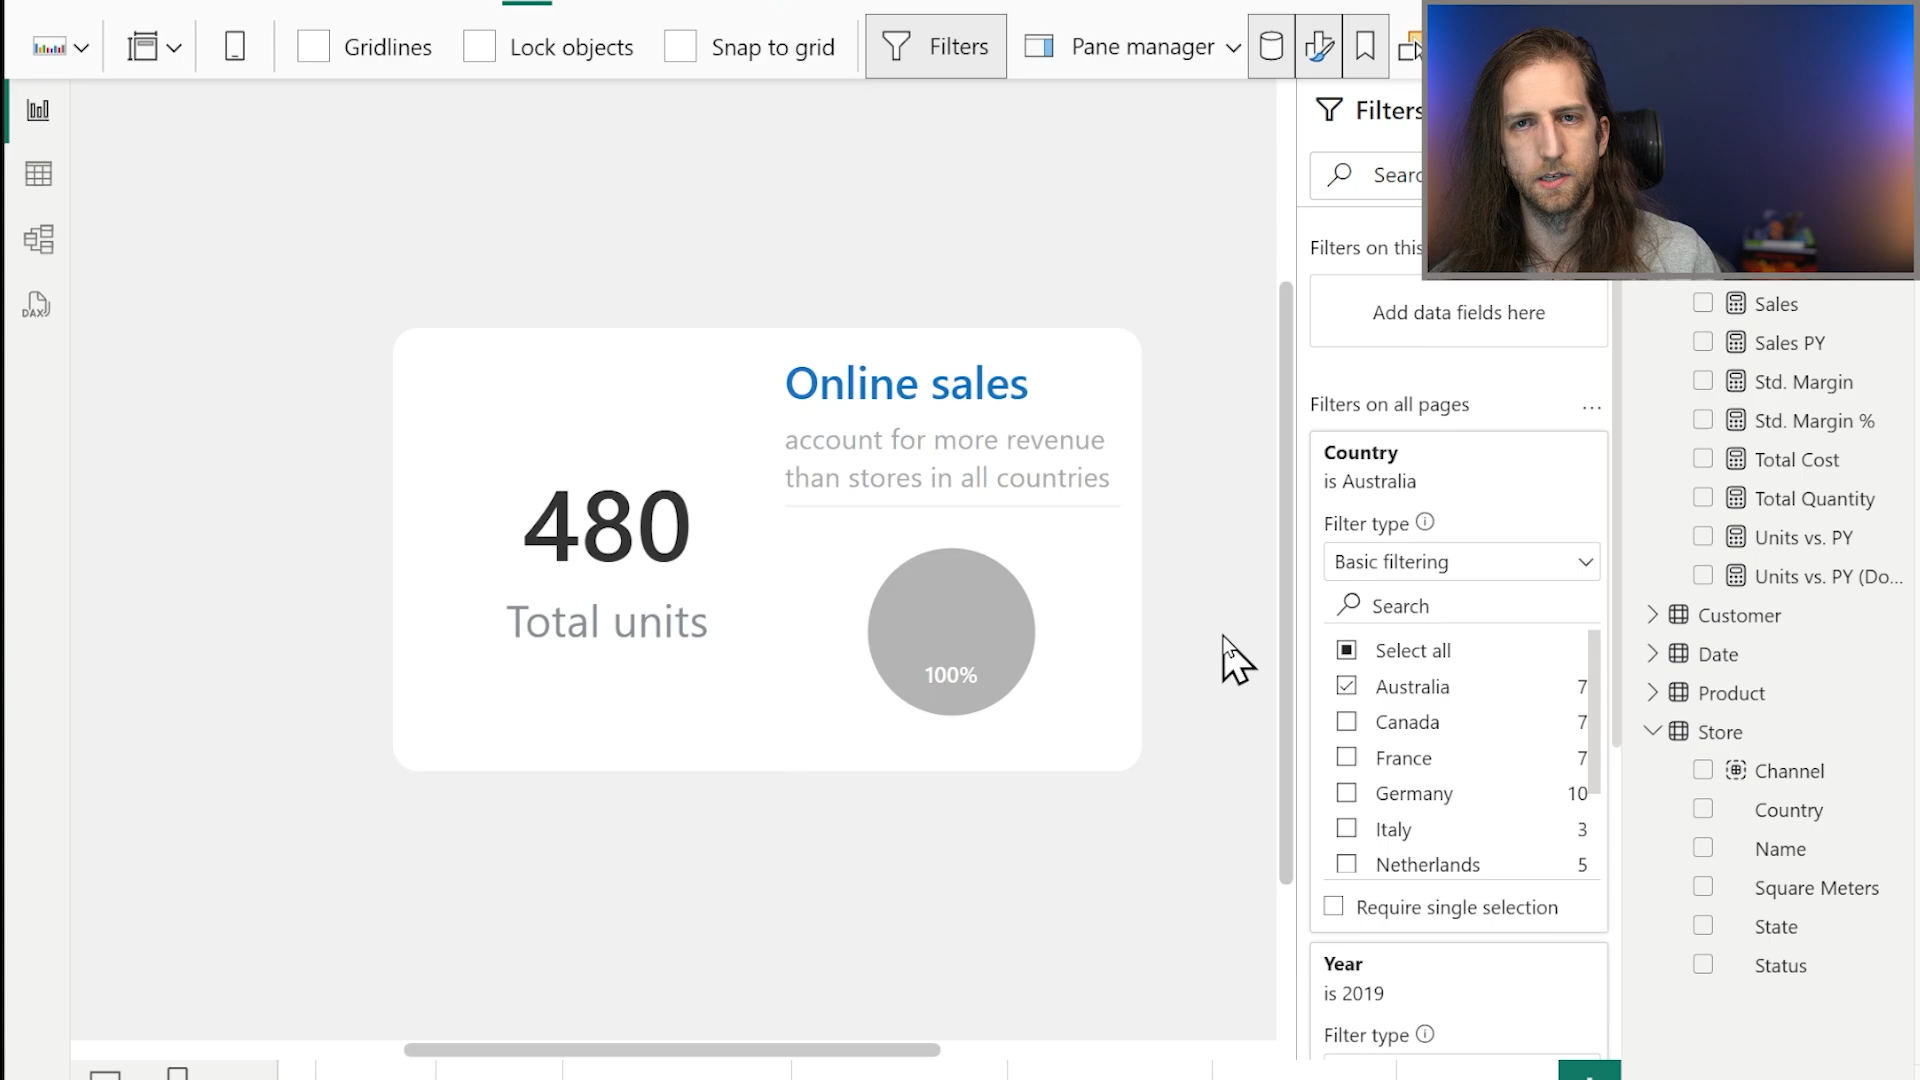 Gridlines
Lock objects
Snap to grid
Filters
Pane manager
DAX
480
Total units
Online sales
account for more revenue
than stores in all countries
100%
Filters
Filters on this
Add data fields here
Filters on all pages
...
Country
is Australia
Filter type
Basic filtering
Search
Select all
Australia 7
Canada 7
France 7
Germany 10
Italy 3
Netherlands 5
Require single selection
Year
is 2019
Filter type
Sales
Sales PY
Std. Margin
Std. Margin %
Total Cost
Total Quantity
Units vs. PY
Units vs. PY (Do...
Customer
Date
Product
Store
Channel
Country
Name
Square Meters
State
Status